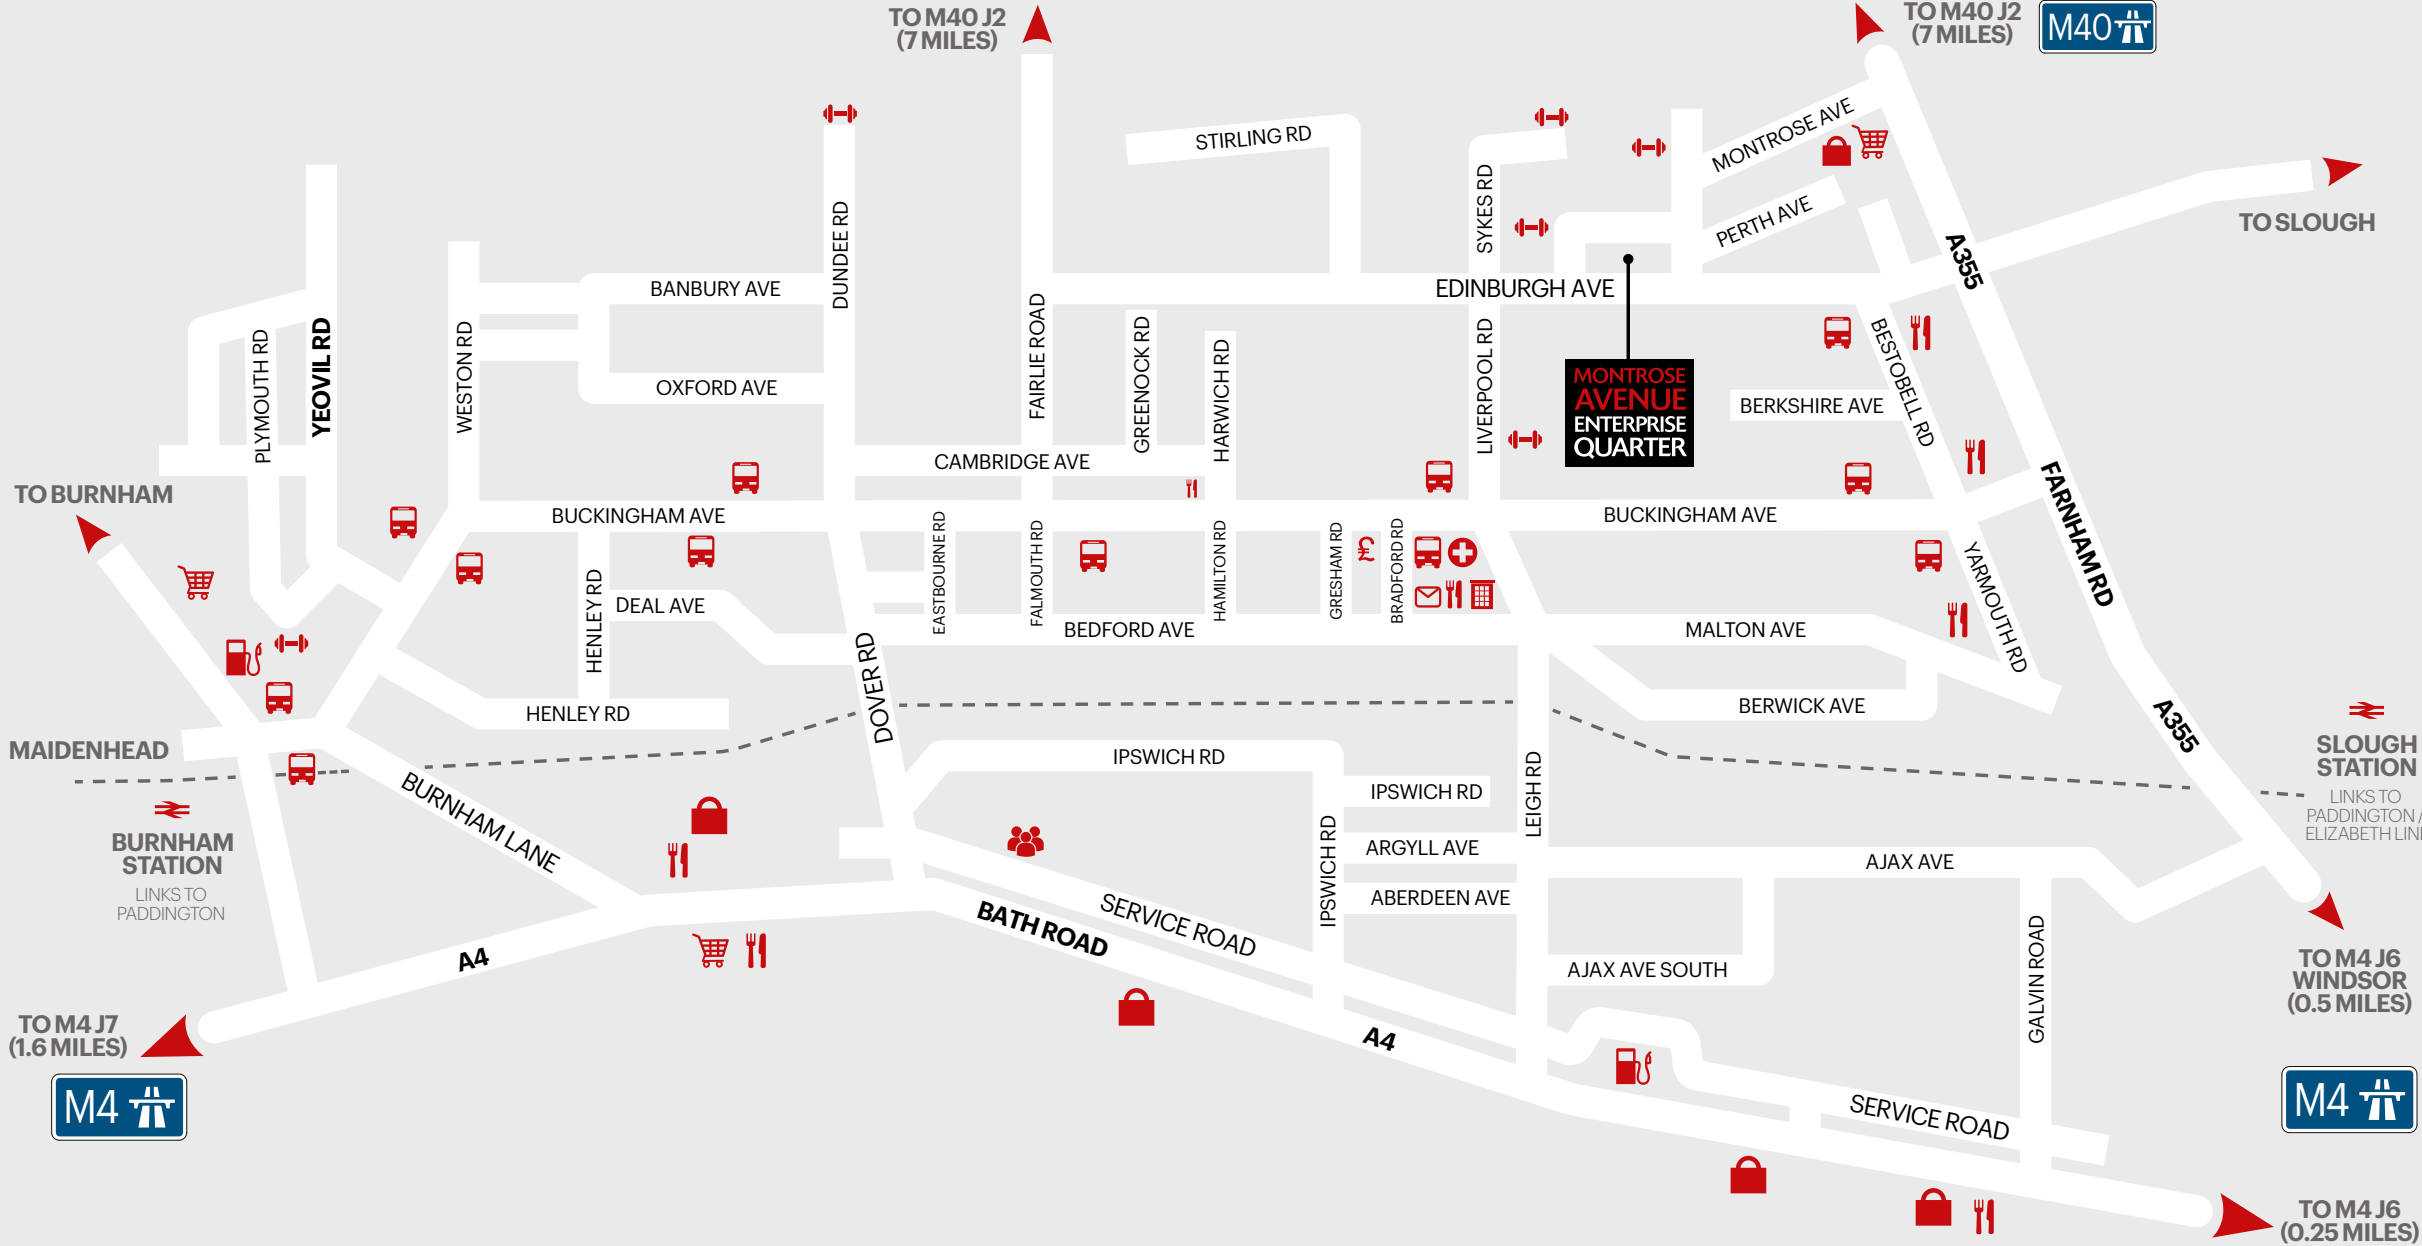 TO M40 J2
(7 MILES)
TO M40 J2
(7 MILES)
M40
STIRLING RD
MONTROSE AVE
SYKES RD
PERTH AVE
TO SLOUGH
DUNDEE RD
A355
BANBURY AVE
EDINBURGH AVE
YEOVIL RD
PLYMOUTH RD
WESTON RD
FAIRLIE ROAD
GREENOCK RD
HARWICH RD
LIVERPOOL RD
BESTOBELL RD
OXFORD AVE
MONTROSE
AVENUE
ENTERPRISE
QUARTER
BERKSHIRE AVE
CAMBRIDGE AVE
TO BURNHAM
FARNHAM RD
BUCKINGHAM AVE
BUCKINGHAM AVE
EASTBOURNE RD
FALMOUTH RD
HAMILTON RD
GRESHAM RD
£
BRADFORD RD
YARMOUTH RD
HENLEY RD
DEAL AVE
BEDFORD AVE
MALTON AVE
DOVER RD
HENLEY RD
BERWICK AVE
A355
MAIDENHEAD
IPSWICH RD
SLOUGH
STATION
LINKS TO
PADDINGTON /
ELIZABETH LIN
BURNHAM LANE
IPSWICH RD
LEIGH RD
BURNHAM
STATION
LINKS TO
PADDINGTON
IPSWICH RD
ARGYLL AVE
AJAX AVE
ABERDEEN AVE
SERVICE ROAD
BATH ROAD
A4
AJAX AVE SOUTH
GALVIN ROAD
TO M4 J6
WINDSOR
(0.5 MILES)
TO M4 J7
(1.6 MILES)
A4
M4
M4
SERVICE ROAD
TO M4 J6
(0.25 MILES)